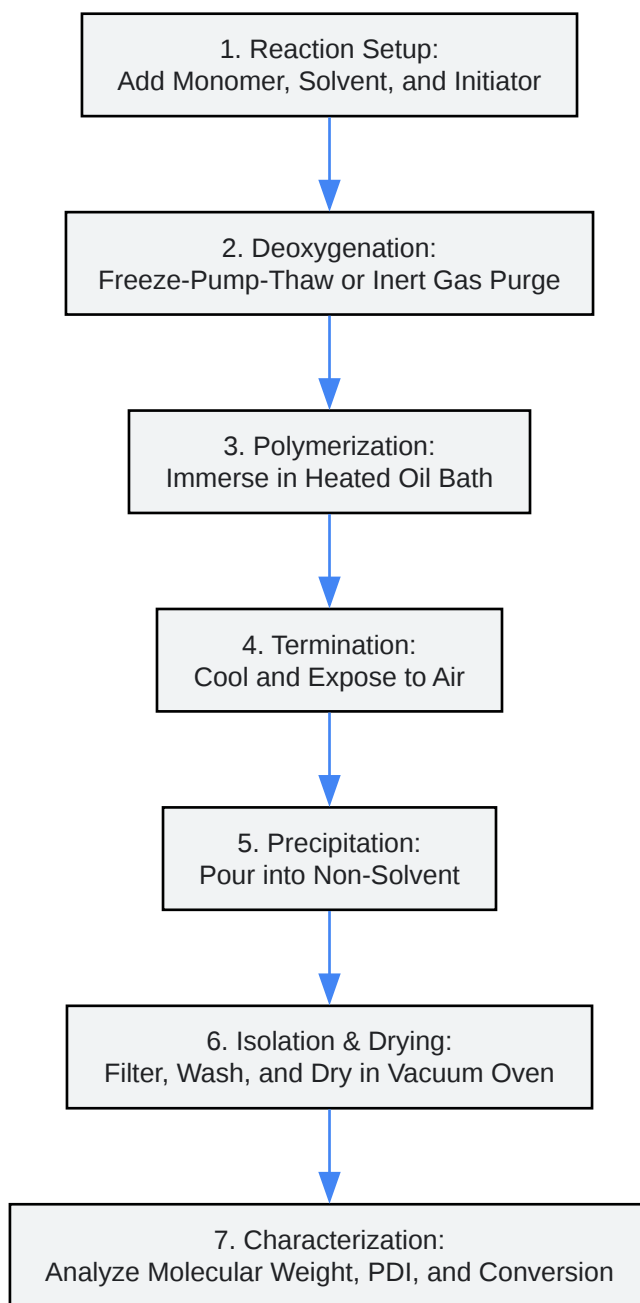 1. Reaction Setup:
Add Monomer, Solvent, and Initiator
2. Deoxygenation:
Freeze-Pump-Thaw or Inert Gas Purge
3. Polymerization:
Immerse in Heated Oil Bath
4. Termination:
Cool and Expose to Air
5. Precipitation:
Pour into Non-Solvent
6. Isolation & Drying:
Filter, Wash, and Dry in Vacuum Oven
7. Characterization:
Analyze Molecular Weight, PDI, and Conversion